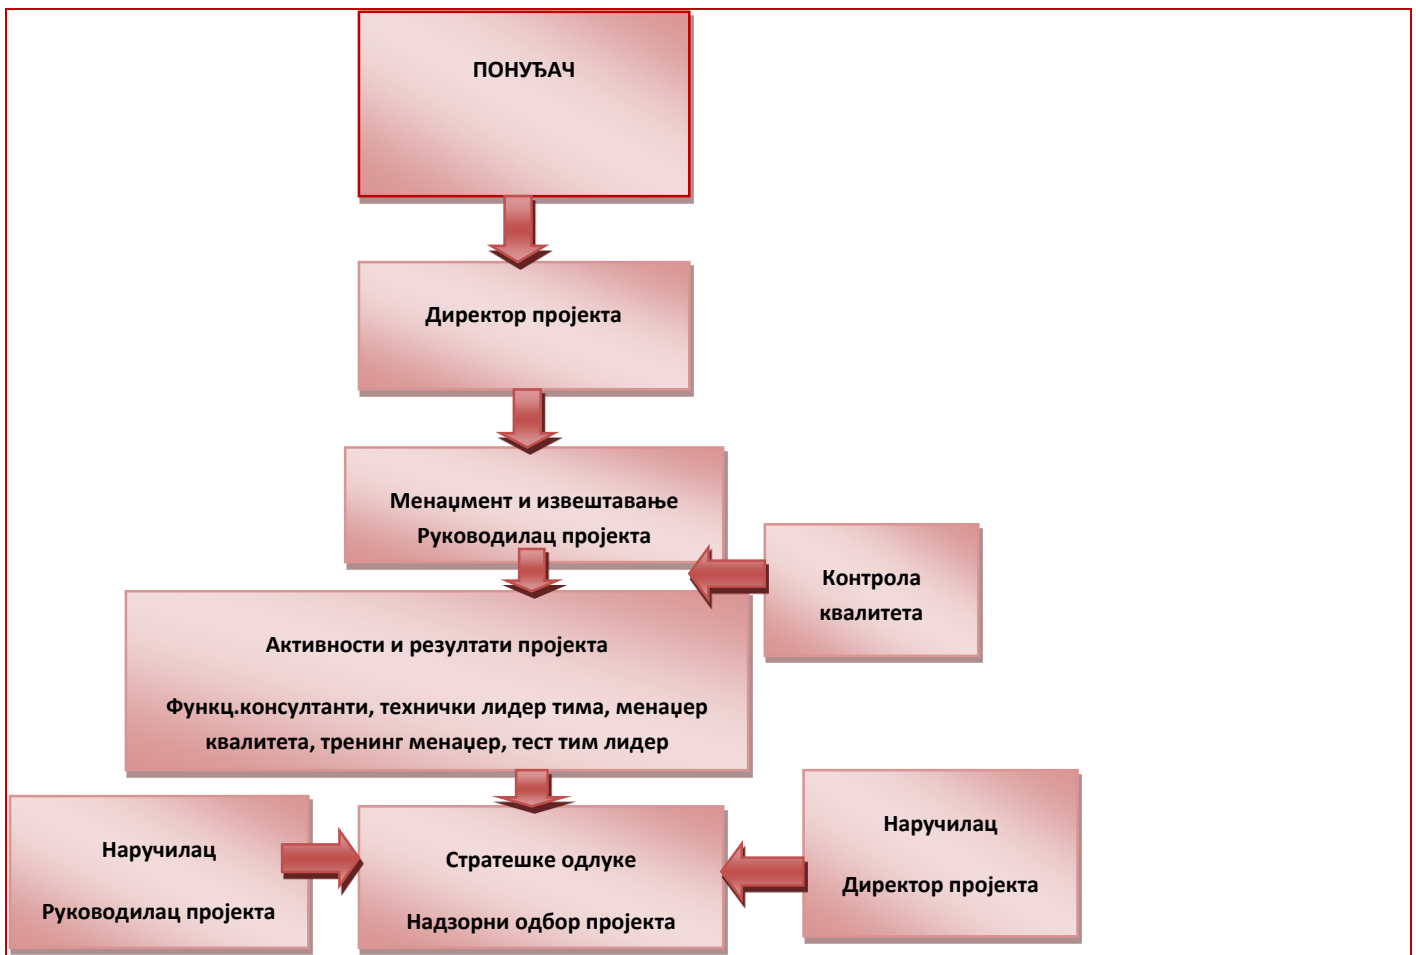 ПОНУЂАЧ
Директор пројекта
Менаџмент и извештавање
Руководилац пројекта
Контрола
квалитета
Активности и резултати пројекта
Функц.консултанти, технички лидер тима, менаџер
квалитета, тренинг менаџер, тест тим лидер
Наручилац
Руководилац пројекта
Стратешке одлуке
Надзорни одбор пројекта
Наручилац
Директор пројекта